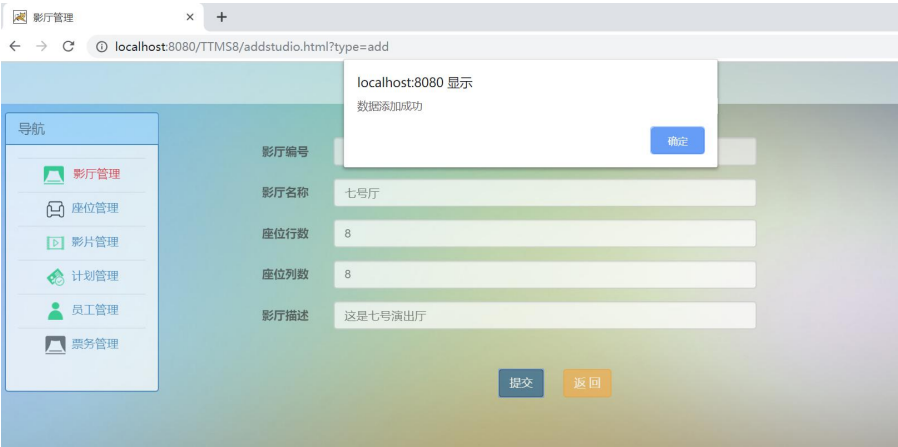 影厅管理
localhost:8080/TTMS8/addstudio.html?type=add
localhost:8080 显示
数据添加成功
确定
导航
影厅管理
座位管理
影片管理
计划管理
员工管理
票务管理
影厅编号
影厅名称 七号厅
座位行数 8
座位列数 8
影厅描述 这是七号演出厅
提交 返回